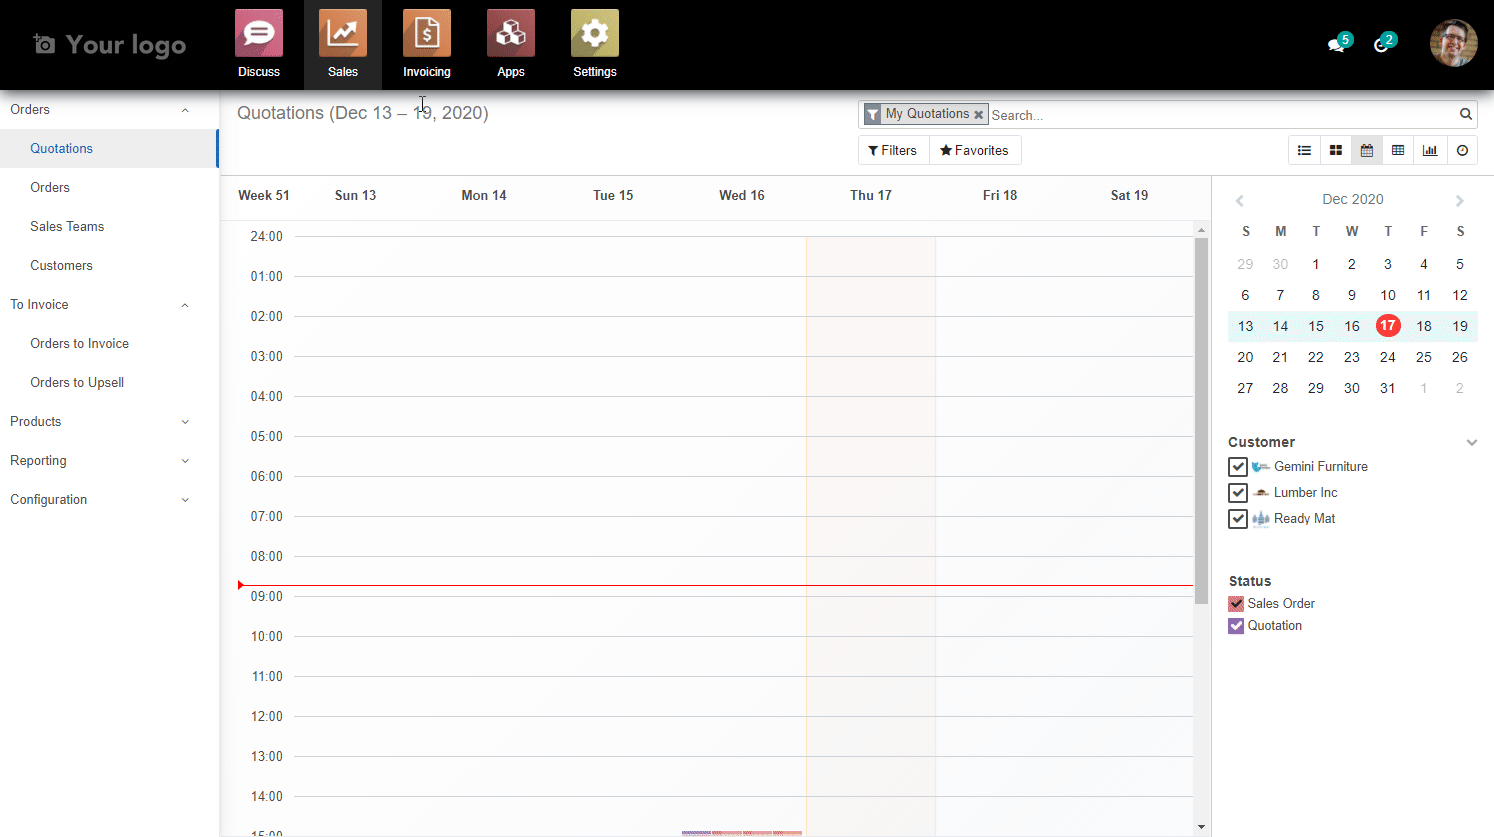 Your logo
Discuss
Sales
Invoicing
Apps
Settings
5
2
Orders
Quotations
Orders
Sales Teams
Customers
To Invoice
Orders to Invoice
Orders to Upsell
Products
Reporting
Configuration
Quotations (Dec 13 – 19, 2020)
My Quotations
Search...
Filters
Favorites
Week 51 Sun 13 Mon 14 Tue 15 Wed 16 Thu 17 Fri 18 Sat 19
24:00
01:00
02:00
03:00
04:00
05:00
06:00
07:00
08:00
09:00
10:00
11:00
12:00
13:00
14:00
15:00
Dec 2020
S M T W T F S
29 30 1 2 3 4 5
6 7 8 9 10 11 12
13 14 15 16 17 18 19
20 21 22 23 24 25 26
27 28 29 30 31 1 2
Customer
Gemini Furniture
Lumber Inc
Ready Mat
Status
Sales Order
Quotation